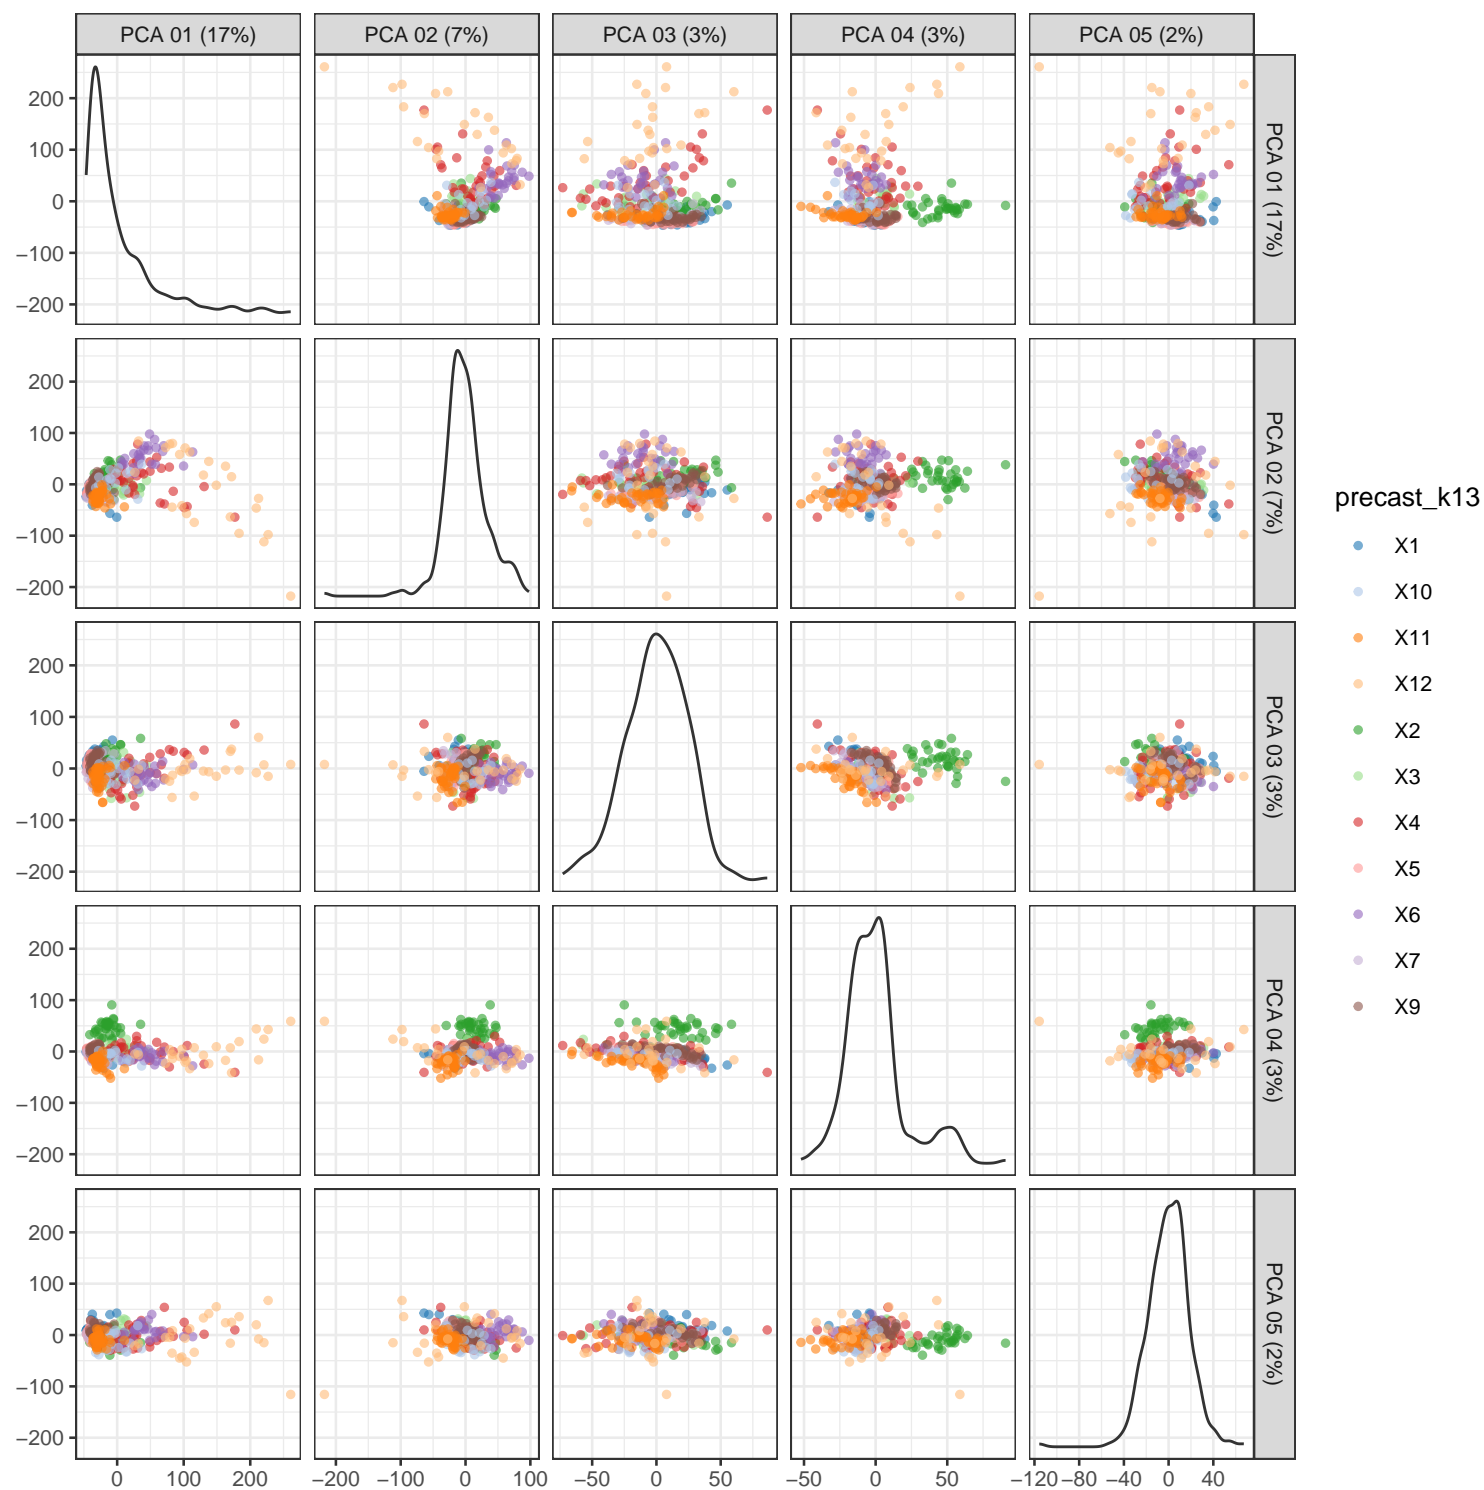 PCA 01 (17%) PCA 02 (7%) PCA 03 (3%) PCA 04 (3%) PCA 05 (2%)
200
100
0
−100
−200
PCA 01 (17%)
200
100
0
−100
−200
PCA 02 (7%)
200
100
0
−100
−200
PCA 03 (3%)
200
100
0
−100
−200
PCA 04 (3%)
200
100
0
−100
−200
PCA 05 (2%)
0 100 200 −200 −100 0 100 −50 0 50 −50 0 50 −120 −80 −40 0 40
precast_k13
X1
X10
X11
X12
X2
X3
X4
X5
X6
X7
X9